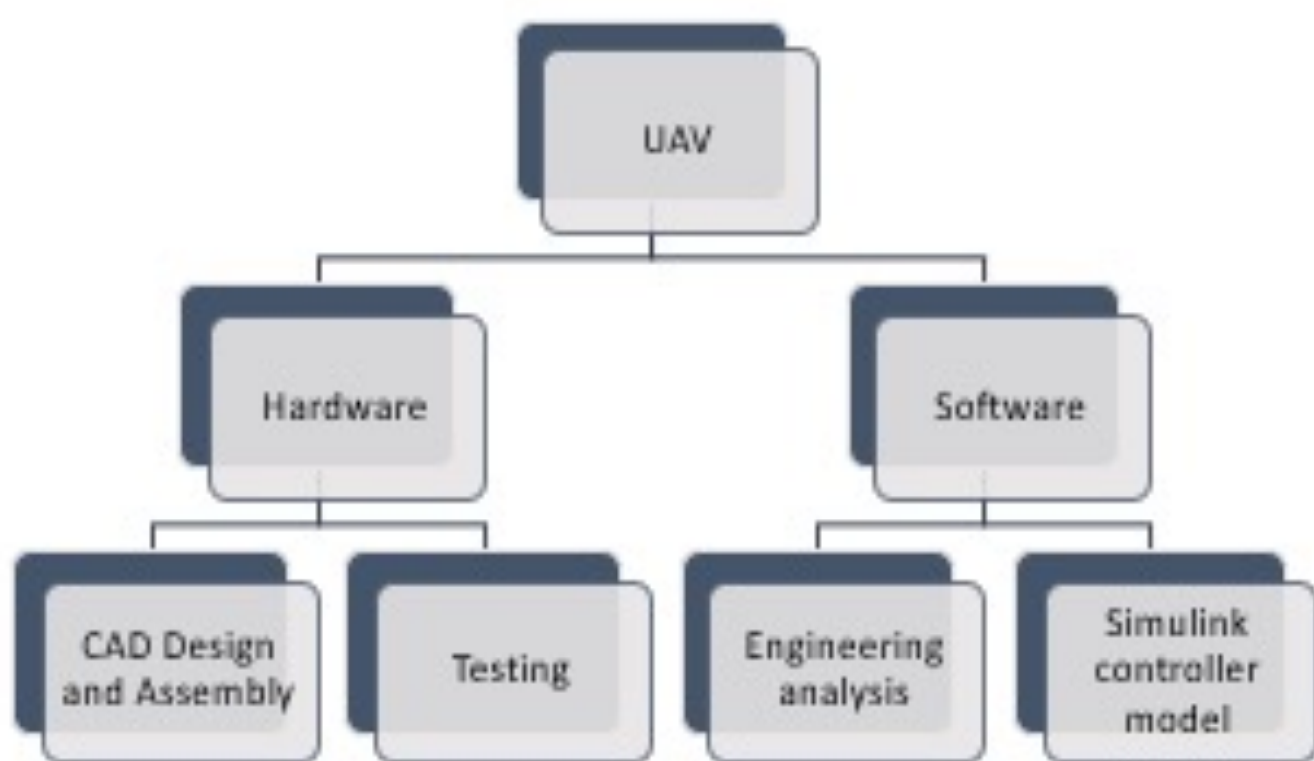 UAV
Hardware
Software
CAD Design
and Assembly
Testing
Engineering
analysis
Simulink
controller
model